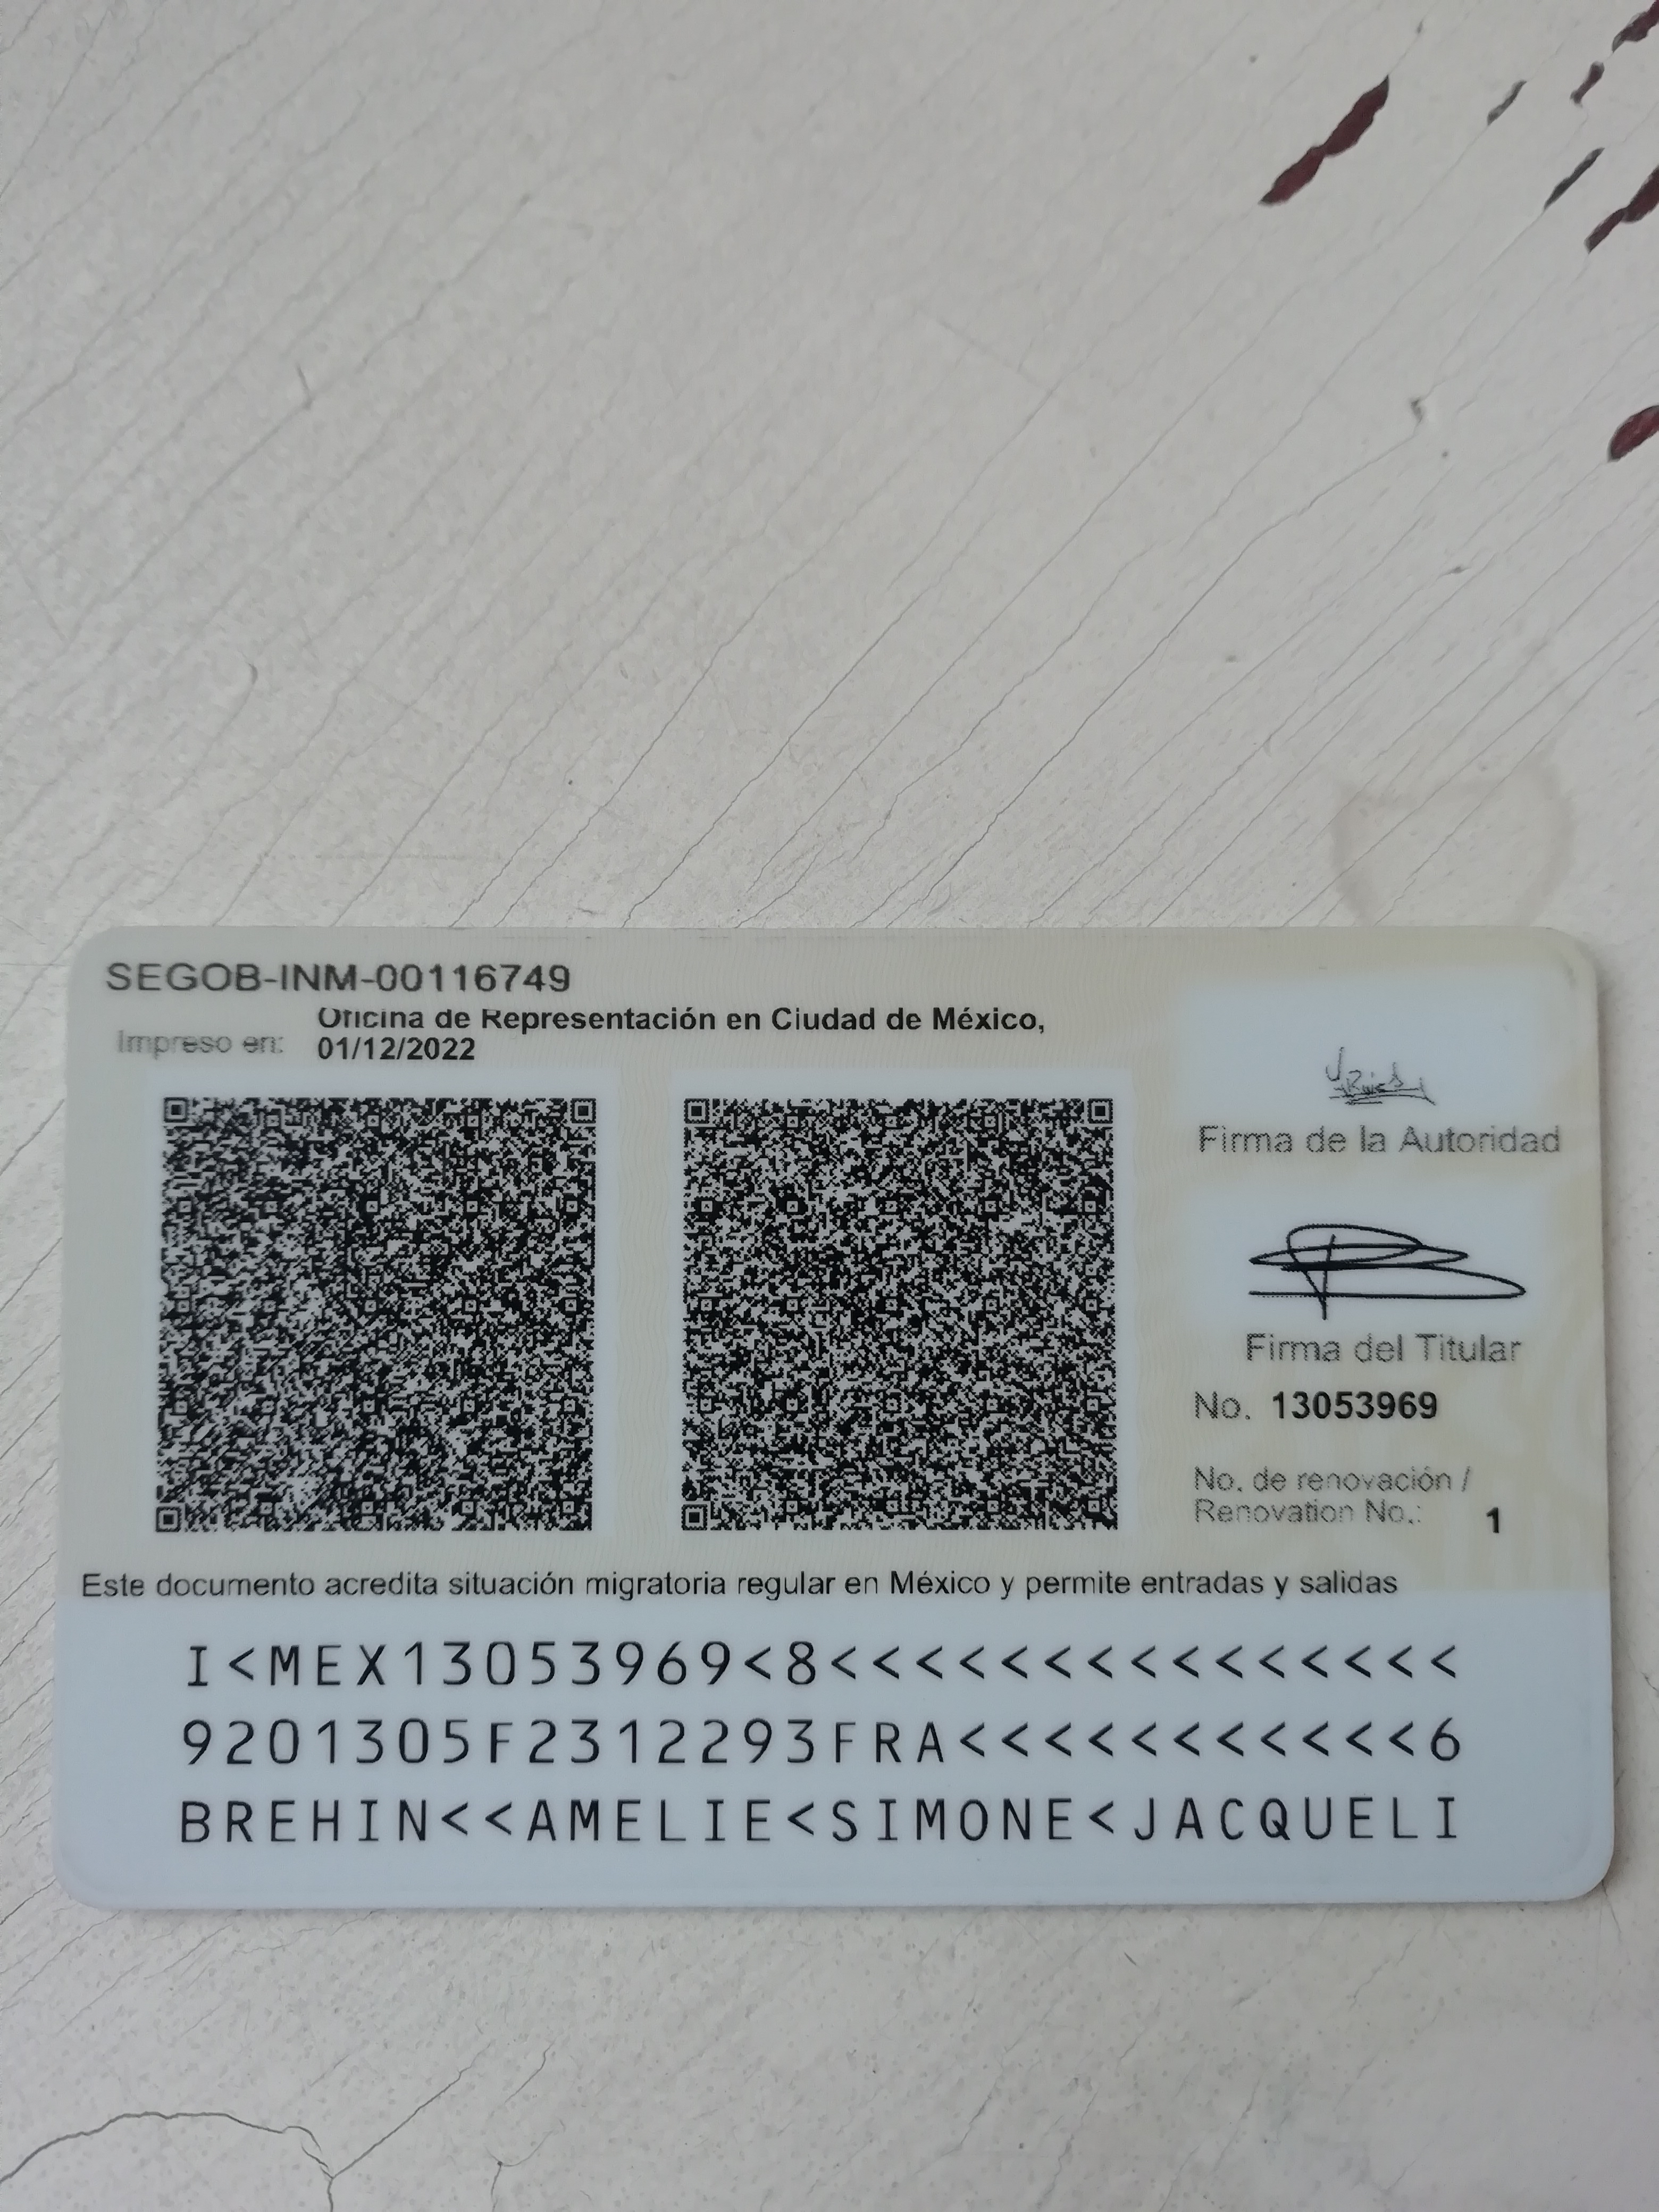 SEGOB-INM-00116749
Impreso en: Oficina de Representación en Ciudad de México,
01/12/2022
Firma de la Autoridad
Firma del Titular
No. 13053969
No. de renovación /
Renovation No.: 1
Este documento acredita situación migratoria regular en México y permite entradas y salidas
I<MEX13053969<8<<<<<<<<<<<<<<<
9201305F2312293FRA<<<<<<<<<<<6
BREHIN<<AMELIE<SIMONE<JACQUELI